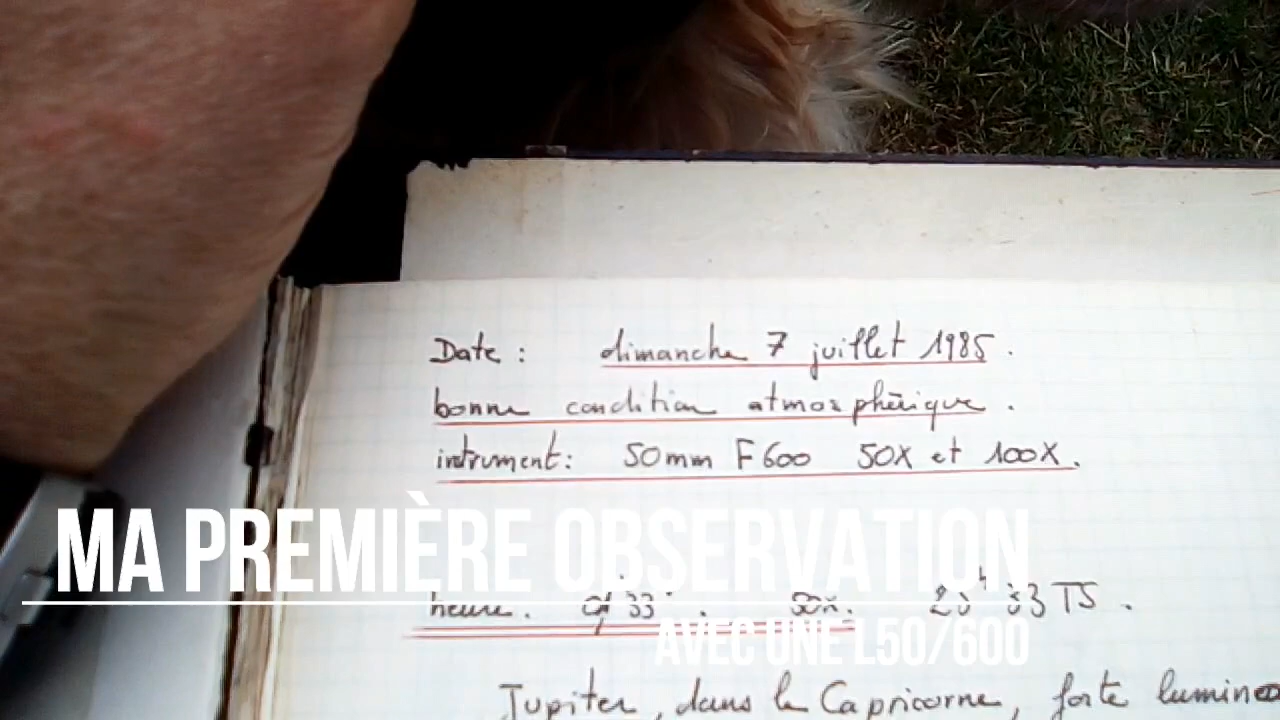 Date : dimanche 7 juillet 1985.
bonne condition atmosphérique.
instrument: 50mm F600 50X et 100X.
MA PREMIÈRE OBSERVATION
heure. 50x. TS.
AVEC UNE L50/600
Jupiter, dans le Capricorne, forte